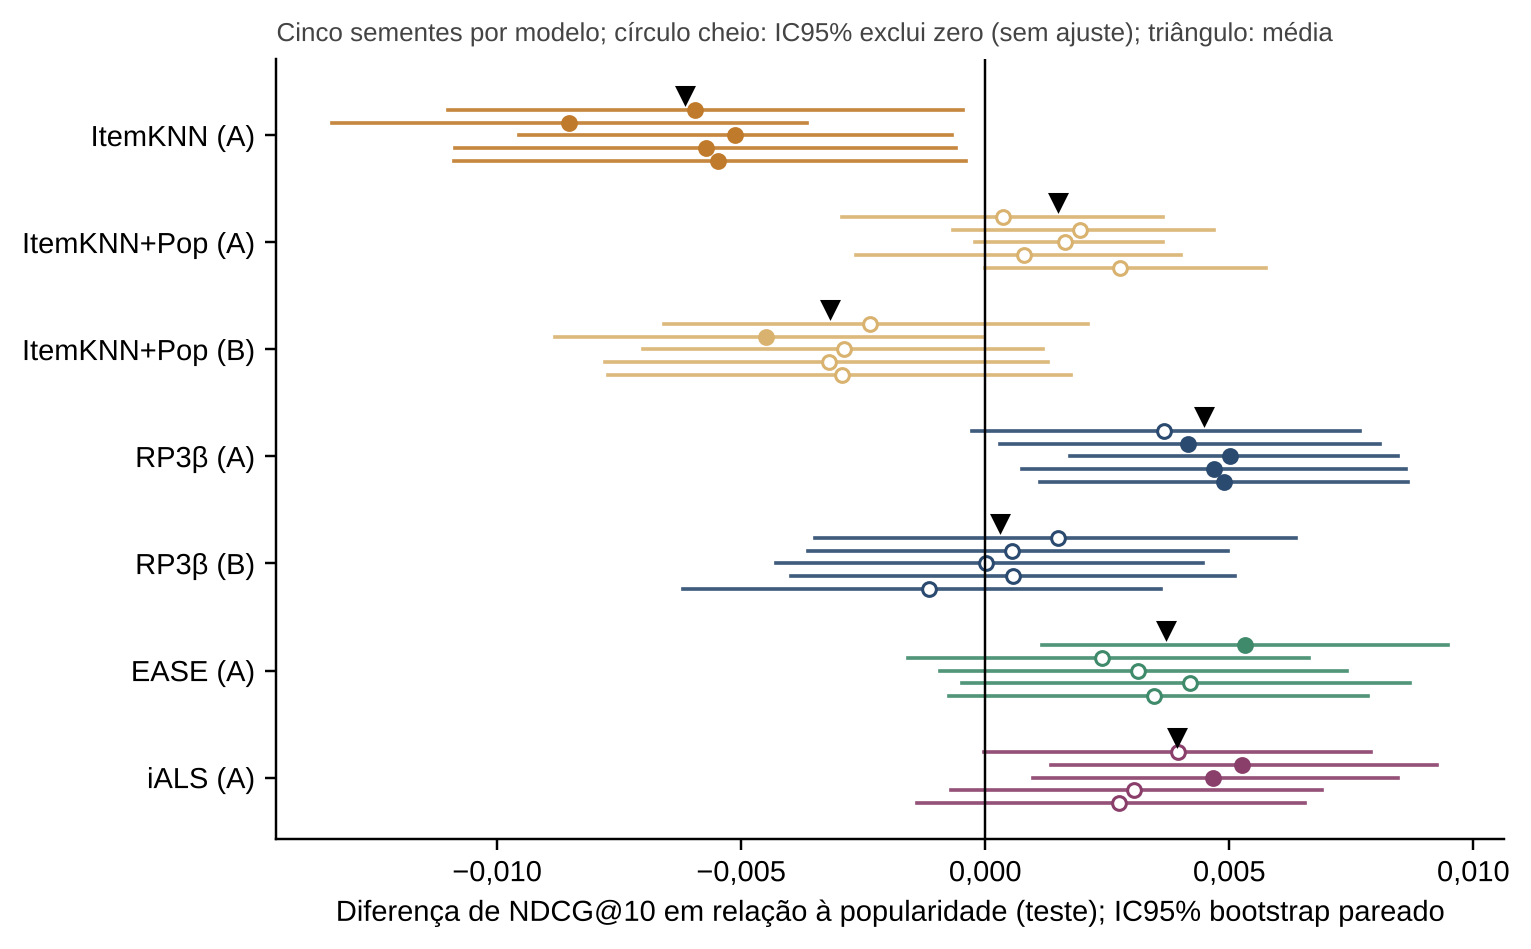 Cinco sementes por modelo; círculo cheio: IC95% exclui zero (sem ajuste); triângulo: média
ItemKNN (A)
ItemKNN+Pop (A)
ItemKNN+Pop (B)
RP3β (A)
RP3β (B)
EASE (A)
iALS (A)
−0,010
−0,005
0,000
0,005
0,010
Diferença de NDCG@10 em relação à popularidade (teste); IC95% bootstrap pareado